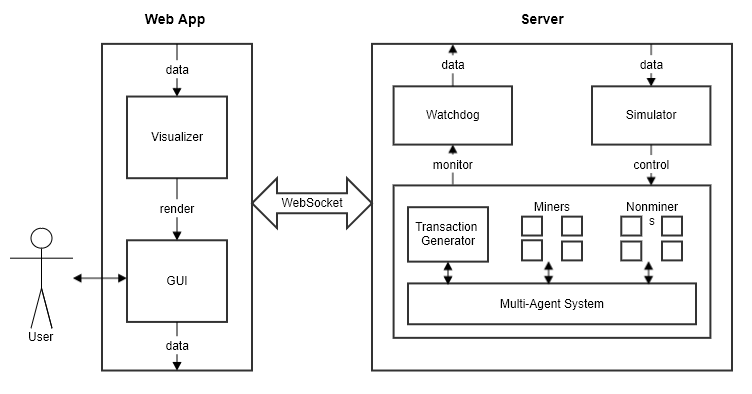 Web App
Server
data
Visualizer
render
GUI
data
User
WebSocket
data
data
Watchdog
Simulator
monitor
control
Transaction
Generator
Miners
Nonminer
s
Multi-Agent System